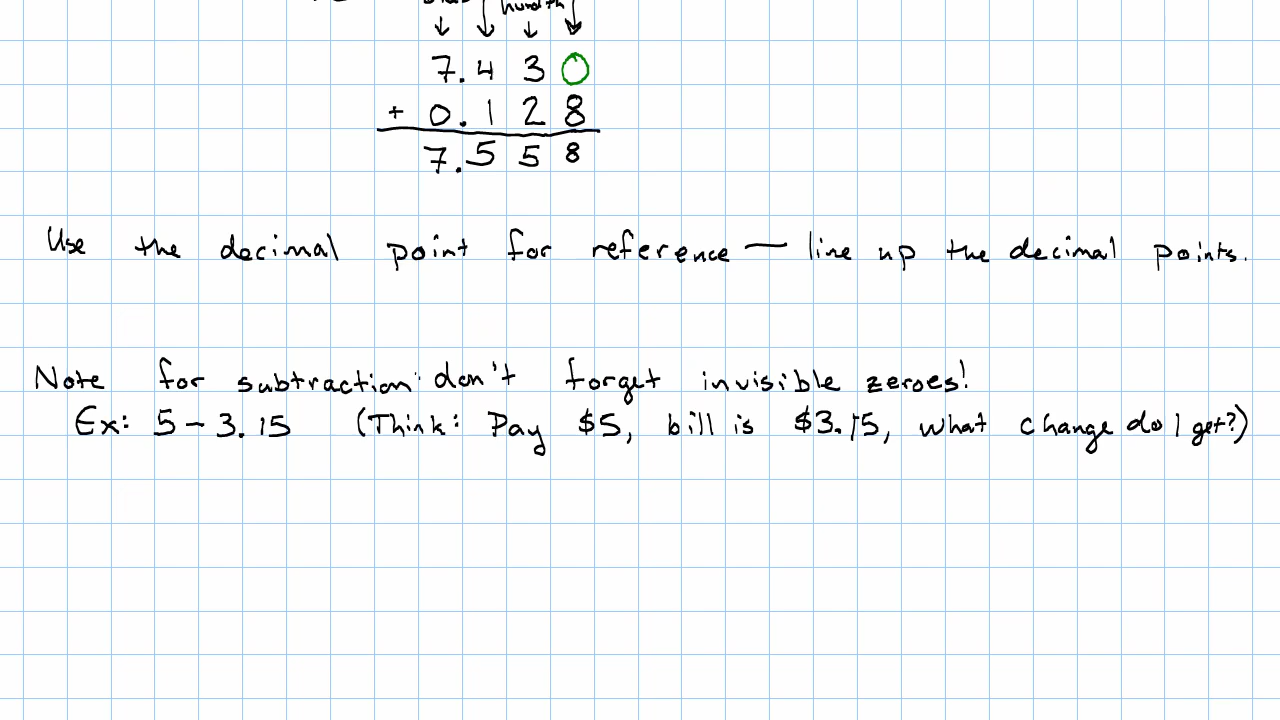 7.430
+ 0.128
7.558
Use the decimal point for reference — line up the decimal points.
Note for subtraction: don't forget invisible zeroes!
Ex: 5 - 3.15 (Think: Pay $5, bill is $3.15, what change do I get?)